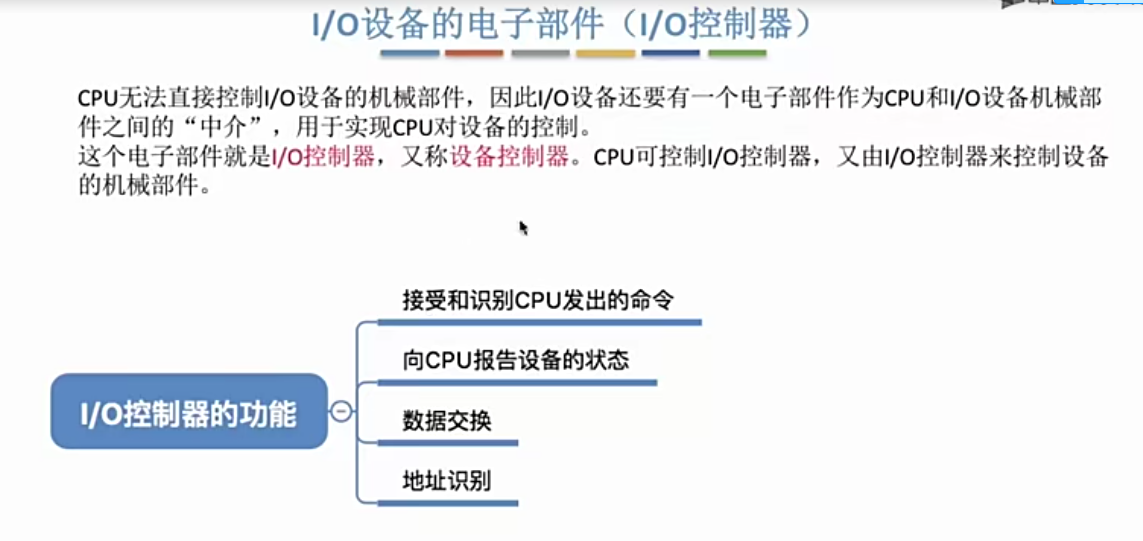 I/O设备的电子部件（I/O控制器）
CPU无法直接控制I/O设备的机械部件，因此I/O设备还要有一个电子部件作为CPU和I/O设备机械部
件之间的“中介”，用于实现CPU对设备的控制。
这个电子部件就是I/O控制器，又称设备控制器。CPU可控制I/O控制器，又由I/O控制器来控制设备
的机械部件。
接受和识别CPU发出的命令
向CPU报告设备的状态
I/O控制器的功能
数据交换
地址识别